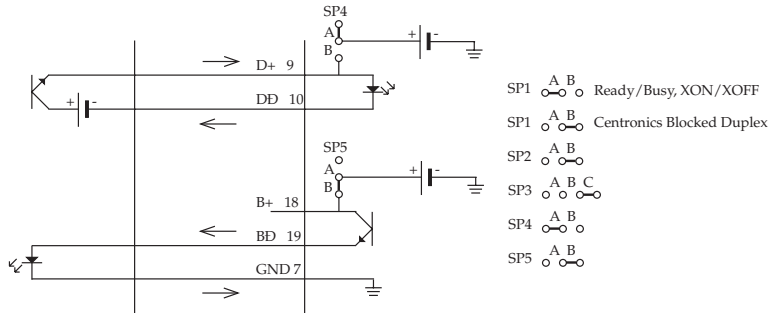 SP4
A
B
+ -
D+ 9
DĐ 10
+ -
SP5
A
B
+ -
B+ 18
BĐ 19
GND 7
A B
SP1 Ready/Busy, XON/XOFF
A B
SP1 Centronics Blocked Duplex
A B
SP2
A B C
SP3
A B
SP4
A B
SP5